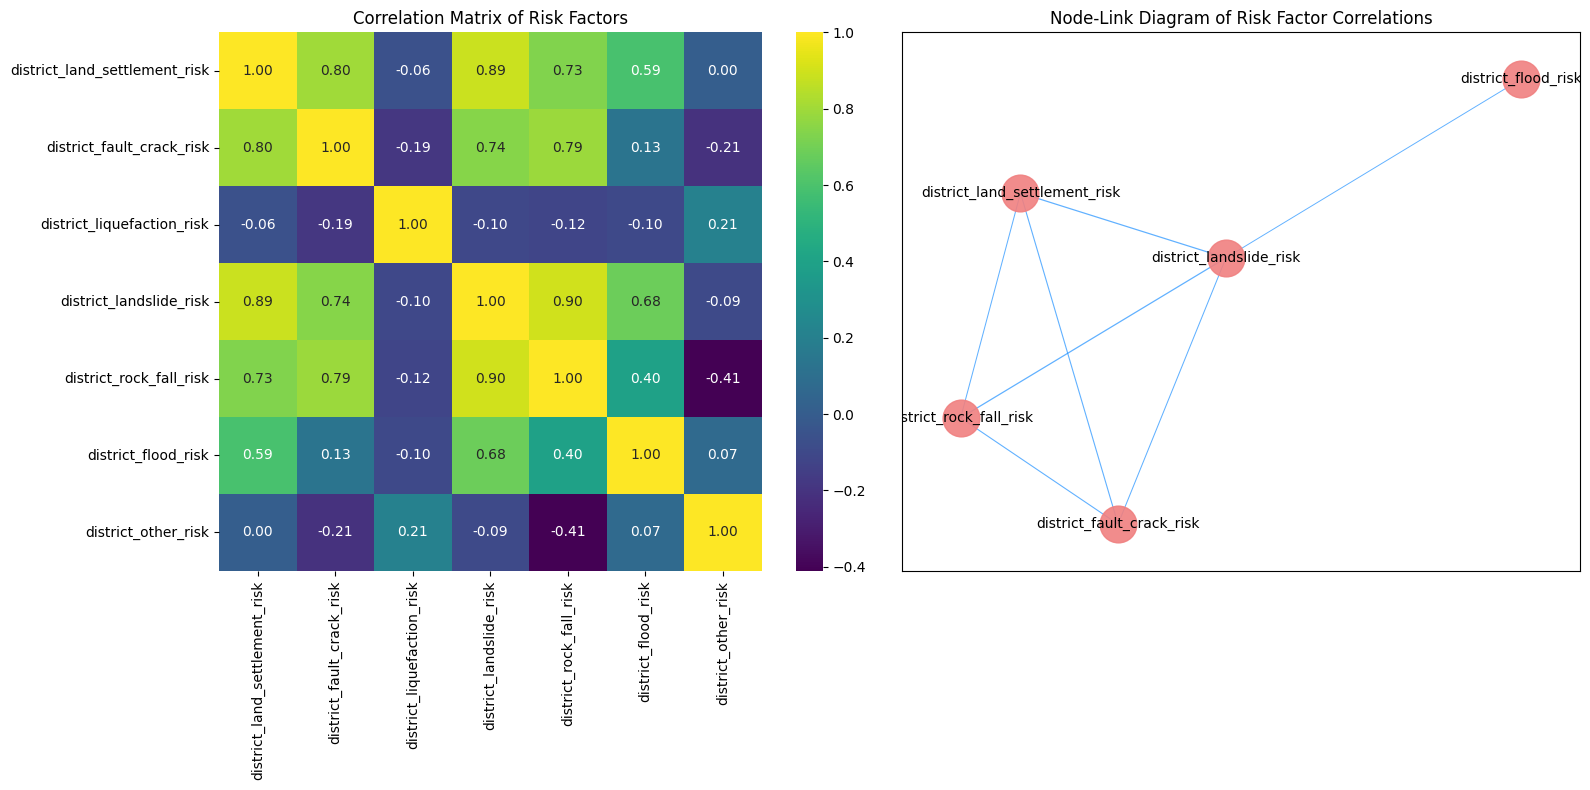 Correlation Matrix of Risk Factors
district_land_settlement_risk 1.00 0.80 -0.06 0.89 0.73 0.59 0.00
district_fault_crack_risk 0.80 1.00 -0.19 0.74 0.79 0.13 -0.21
district_liquefaction_risk -0.06 -0.19 1.00 -0.10 -0.12 -0.10 0.21
district_landslide_risk 0.89 0.74 -0.10 1.00 0.90 0.68 -0.09
district_rock_fall_risk 0.73 0.79 -0.12 0.90 1.00 0.40 -0.41
district_flood_risk 0.59 0.13 -0.10 0.68 0.40 1.00 0.07
district_other_risk 0.00 -0.21 0.21 -0.09 -0.41 0.07 1.00
district_land_settlement_risk
district_fault_crack_risk
district_liquefaction_risk
district_landslide_risk
district_rock_fall_risk
district_flood_risk
district_other_risk
1.0
0.8
0.6
0.4
0.2
0.0
−0.2
−0.4
Node-Link Diagram of Risk Factor Correlations
district_flood_risk
district_land_settlement_risk
district_landslide_risk
strict_rock_fall_risk
district_fault_crack_risk